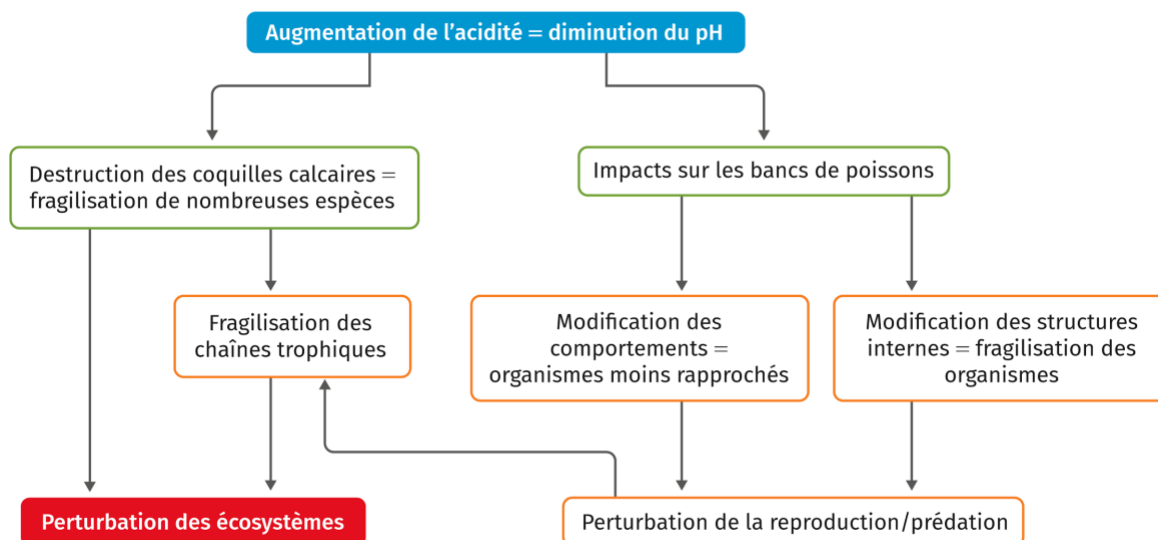 Augmentation de l’acidité = diminution du pH
Destruction des coquilles calcaires =
fragilisation de nombreuses espèces
Impacts sur les bancs de poissons
Fragilisation des
chaînes trophiques
Modification des
comportements =
organismes moins rapprochés
Modification des structures
internes = fragilisation des
organismes
Perturbation des écosystèmes
Perturbation de la reproduction/prédation